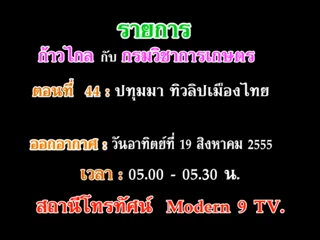 รายการ
ก้าวไกล กับ กรมวิชาการเกษตร
ตอนที่ 44 : ปทุมมา ทิวลิปเมืองไทย
ออกอากาศ : วันอาทิตย์ที่ 19 สิงหาคม 2555
เวลา : 05.00 - 05.30 น.
สถานีโทรทัศน์ Modern 9 TV.